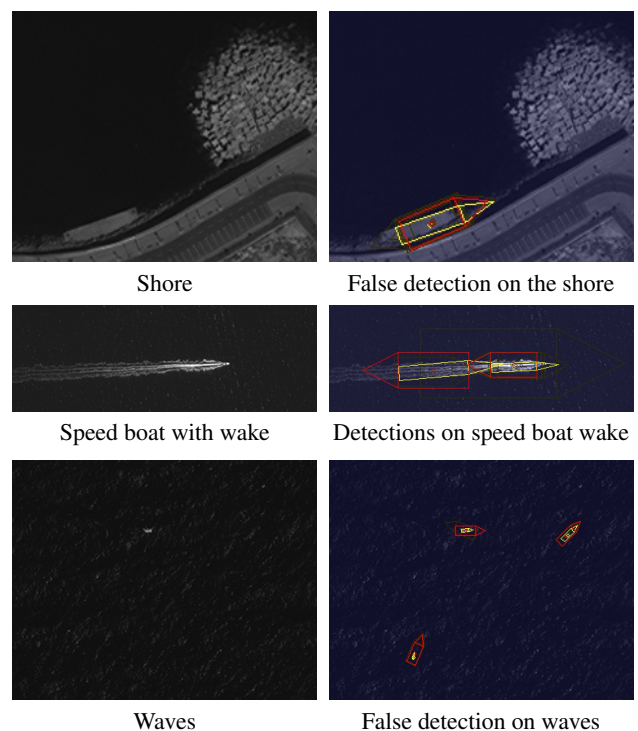 Shore
False detection on the shore
Speed boat with wake
Detections on speed boat wake
Waves
False detection on waves